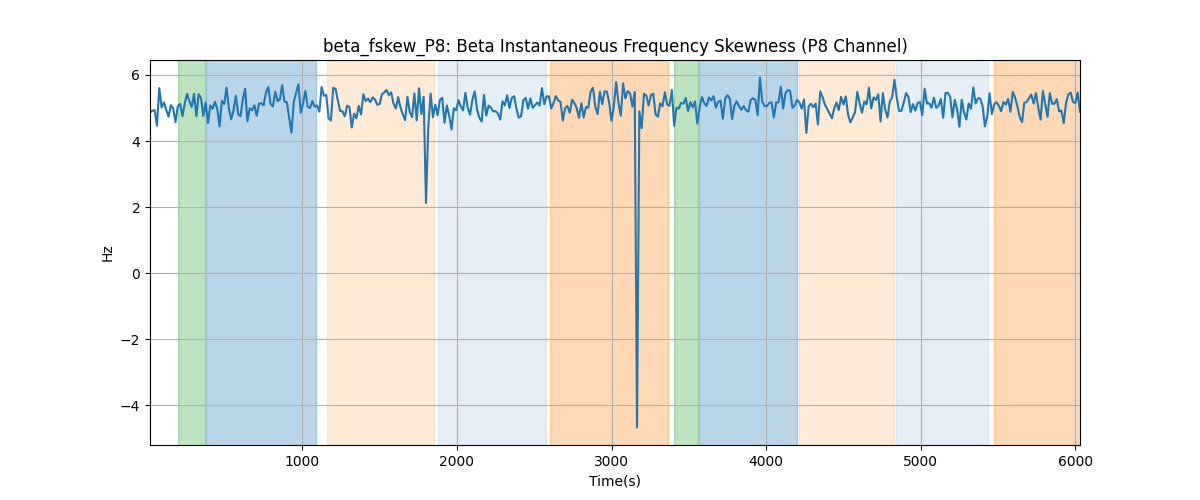 beta_fskew_P8: Beta Instantaneous Frequency Skewness (P8 Channel)
6
4
2
0
−2
−4
Hz
1000 2000 3000 4000 5000 6000
Time(s)